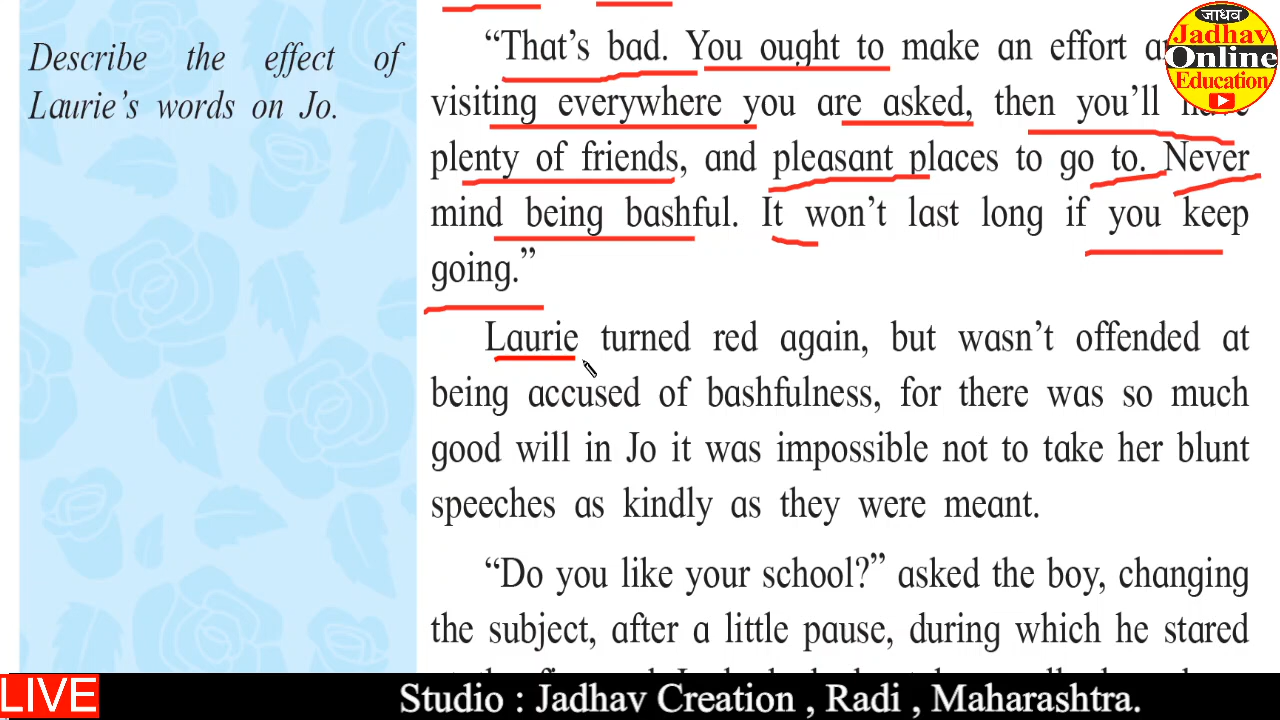 Describe the effect of
Laurie's words on Jo.
“That's bad. You ought to make an effort
visiting everywhere you are asked, then you'll have
plenty of friends, and pleasant places to go to. Never
mind being bashful. It won't last long if you keep
going.”
Laurie turned red again, but wasn't offended at
being accused of bashfulness, for there was so much
good will in Jo it was impossible not to take her blunt
speeches as kindly as they were meant.
“Do you like your school?” asked the boy, changing
the subject, after a little pause, during which he stared
जाधव
Jadhav
Online
Education
LIVE
Studio : Jadhav Creation , Radi , Maharashtra.